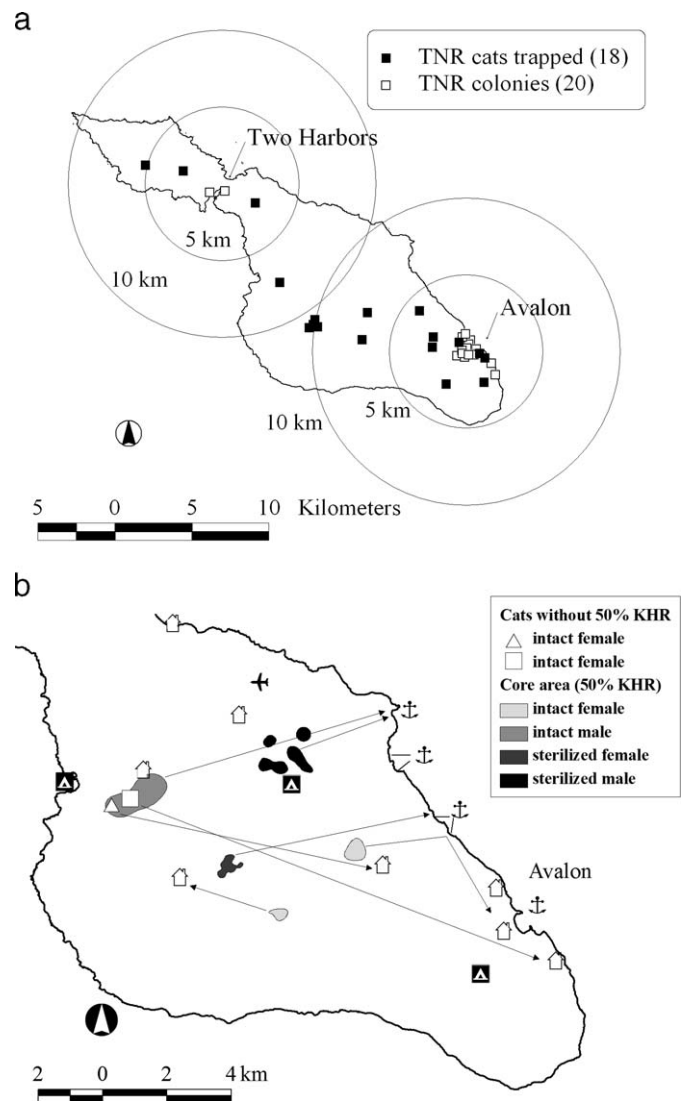 a
TNR cats trapped (18)
TNR colonies (20)
Two Harbors
5 km
10 km
Avalon
10 km
5 km
5 0 5 10 Kilometers
b
Cats without 50% KHR
intact female
intact female
Core area (50% KHR)
intact female
intact male
sterilized female
sterilized male
Avalon
2 0 2 4 km